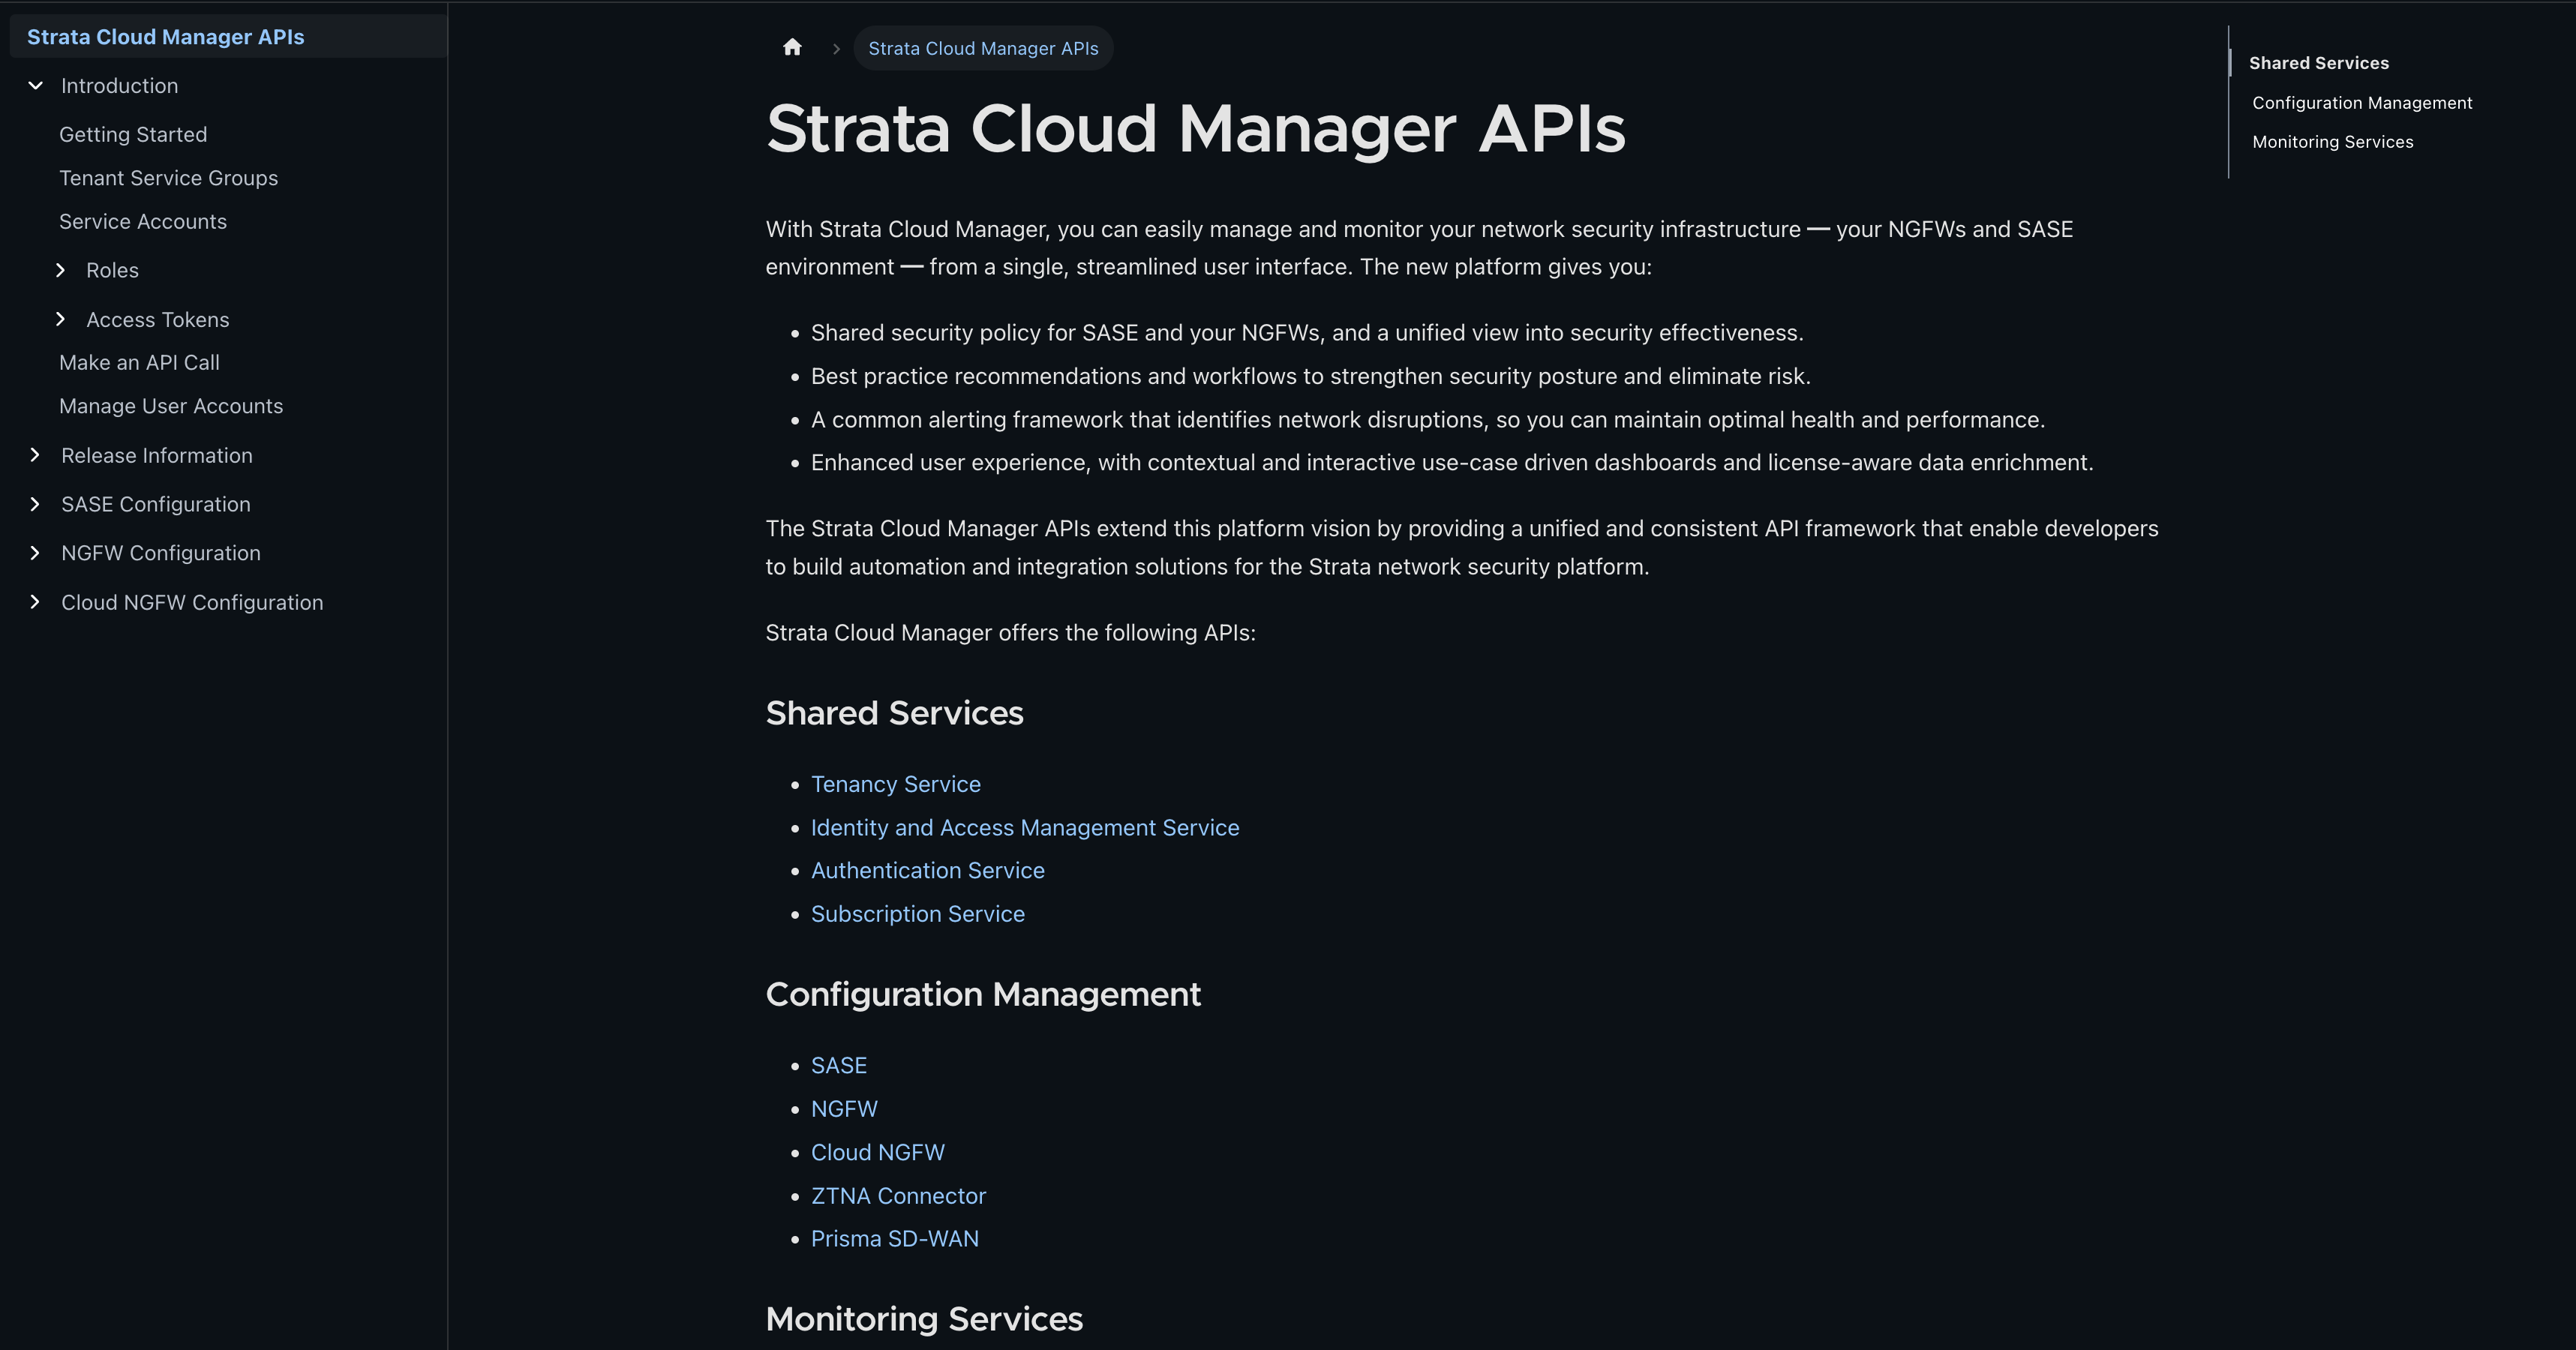 Strata Cloud Manager APIs
Introduction
Getting Started
Tenant Service Groups
Service Accounts
Roles
Access Tokens
Make an API Call
Manage User Accounts
Release Information
SASE Configuration
NGFW Configuration
Cloud NGFW Configuration
Strata Cloud Manager APIs
Strata Cloud Manager APIs
With Strata Cloud Manager, you can easily manage and monitor your network security infrastructure — your NGFWs and SASE
environment — from a single, streamlined user interface. The new platform gives you:
Shared security policy for SASE and your NGFWs, and a unified view into security effectiveness.
Best practice recommendations and workflows to strengthen security posture and eliminate risk.
A common alerting framework that identifies network disruptions, so you can maintain optimal health and performance.
Enhanced user experience, with contextual and interactive use-case driven dashboards and license-aware data enrichment.
The Strata Cloud Manager APIs extend this platform vision by providing a unified and consistent API framework that enable developers
to build automation and integration solutions for the Strata network security platform.
Strata Cloud Manager offers the following APIs:
Shared Services
Tenancy Service
Identity and Access Management Service
Authentication Service
Subscription Service
Configuration Management
SASE
NGFW
Cloud NGFW
ZTNA Connector
Prisma SD-WAN
Monitoring Services
Shared Services
Configuration Management
Monitoring Services